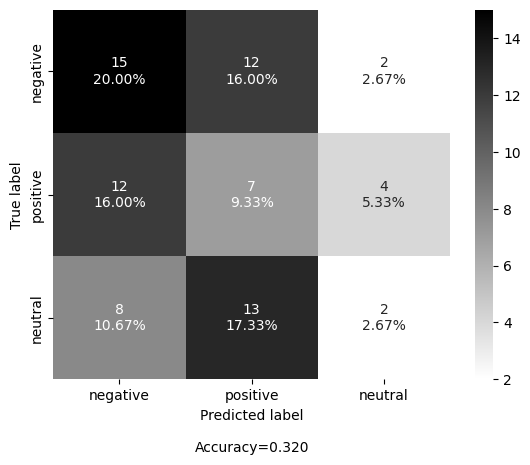 15
20.00%
12
16.00%
2
2.67%
12
16.00%
7
9.33%
4
5.33%
8
10.67%
13
17.33%
2
2.67%
negative
positive
neutral
True label
negative
positive
neutral
Predicted label
Accuracy=0.320
14
12
10
8
6
4
2